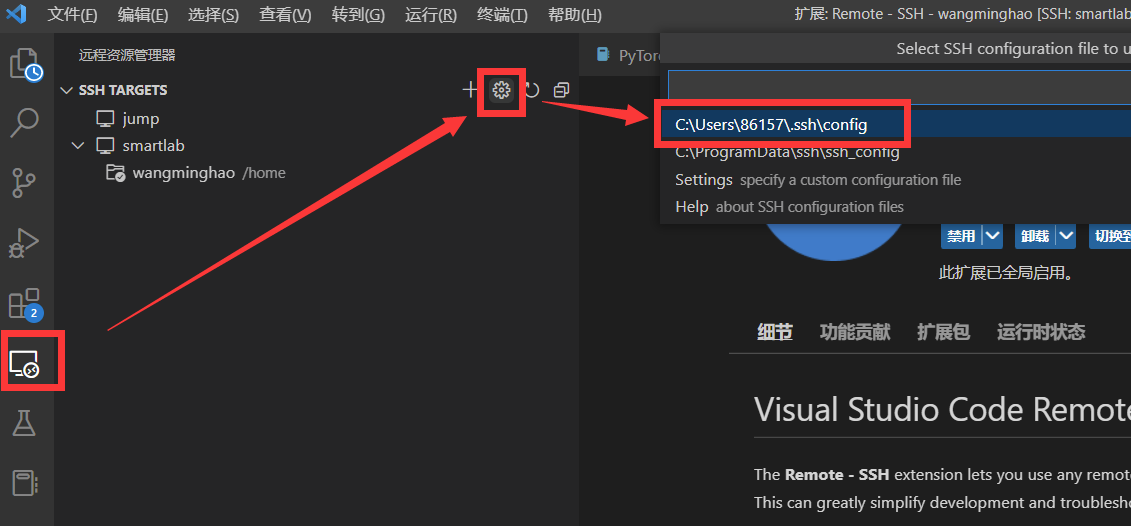 文件(F) 编辑(E) 选择(S) 查看(V) 转到(G) 运行(R) 终端(T) 帮助(H) 扩展: Remote - SSH - wangminghao [SSH: smartlab
远程资源管理器
Select SSH configuration file to u
PyTor
SSH TARGETS
jump
smartlab
wangminghao /home
C:\Users\86157\.ssh\config
C:\ProgramData\ssh\ssh_config
Settings specify a custom configuration file
Help about SSH configuration files
禁用 卸载 切换到
此扩展已全局启用。
2
细节 功能贡献 扩展包 运行时状态
Visual Studio Code Remote
The Remote - SSH extension lets you use any remot
This can greatly simplify development and troublesh